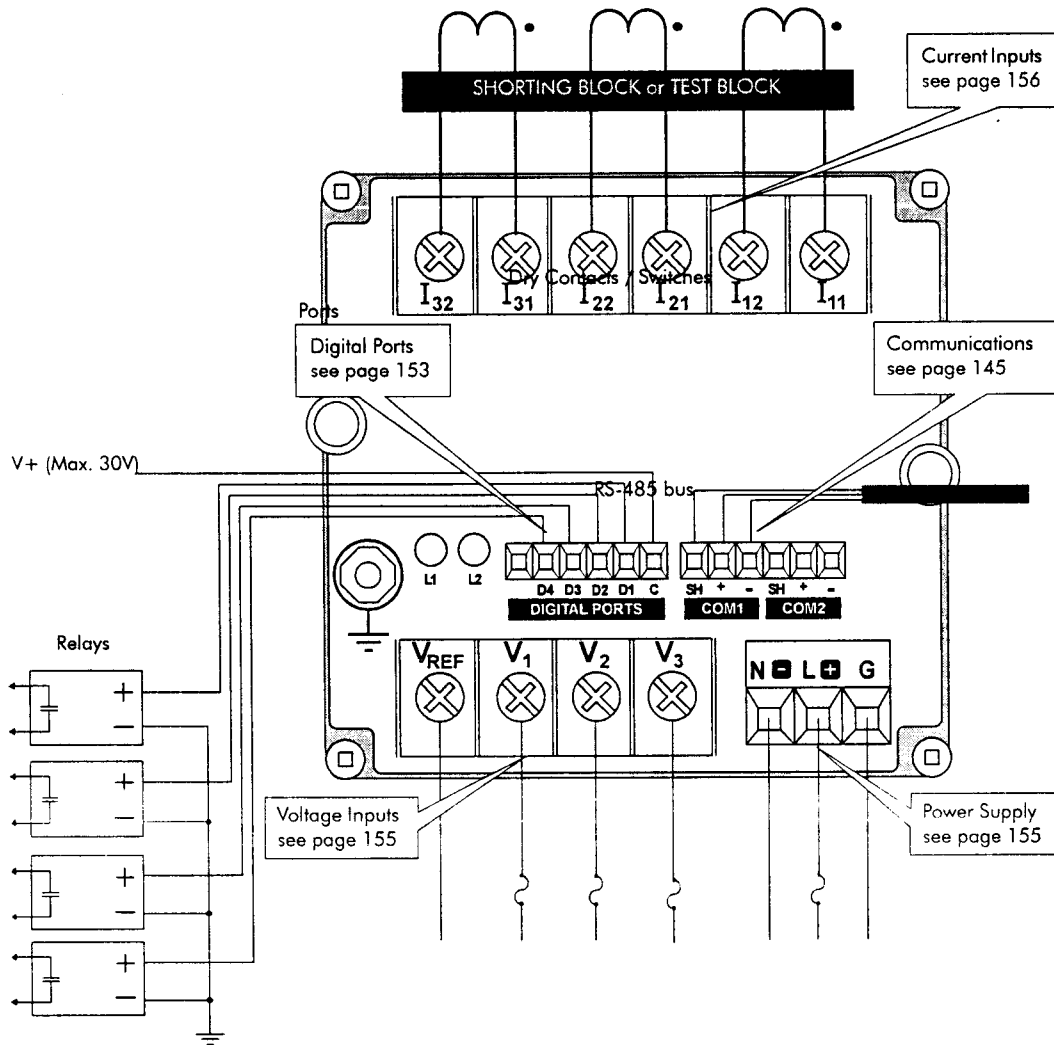 SHORTING BLOCK or TEST BLOCK
Current Inputs
see page 156
I32 I31 I22 I21 I12 I11
Dry Contacts / Switches
Ports
Digital Ports
see page 153
Communications
see page 145
V+ (Max. 30V)
RS-485 bus
L1 L2
D4 D3 D2 D1 C
DIGITAL PORTS
SH + - SH + -
COM1 COM2
Relays
VREF V1 V2 V3
N - L + G
+
-
+
-
+
-
+
-
Voltage Inputs
see page 155
Power Supply
see page 155